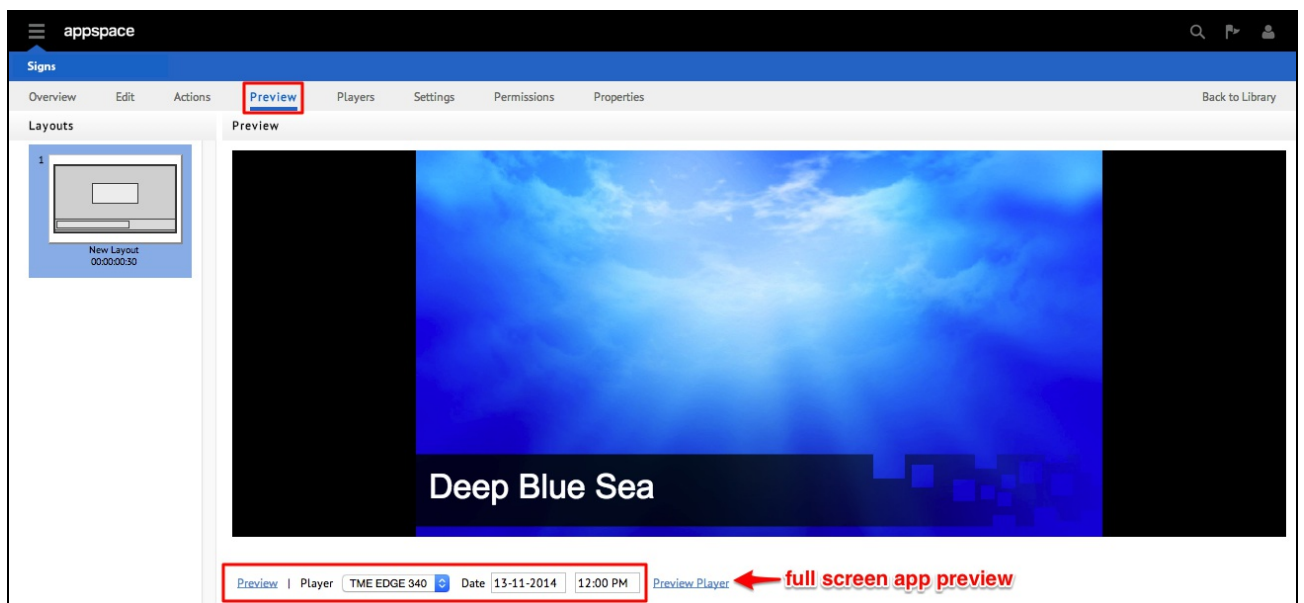 appspace
Signs
Overview Edit Actions Preview Players Settings Permissions Properties Back to Library
Layouts Preview
1
New Layout
00:00:00:30
Deep Blue Sea
Preview | Player TME EDGE 340 Date 13-11-2014 12:00 PM Preview Player full screen app preview